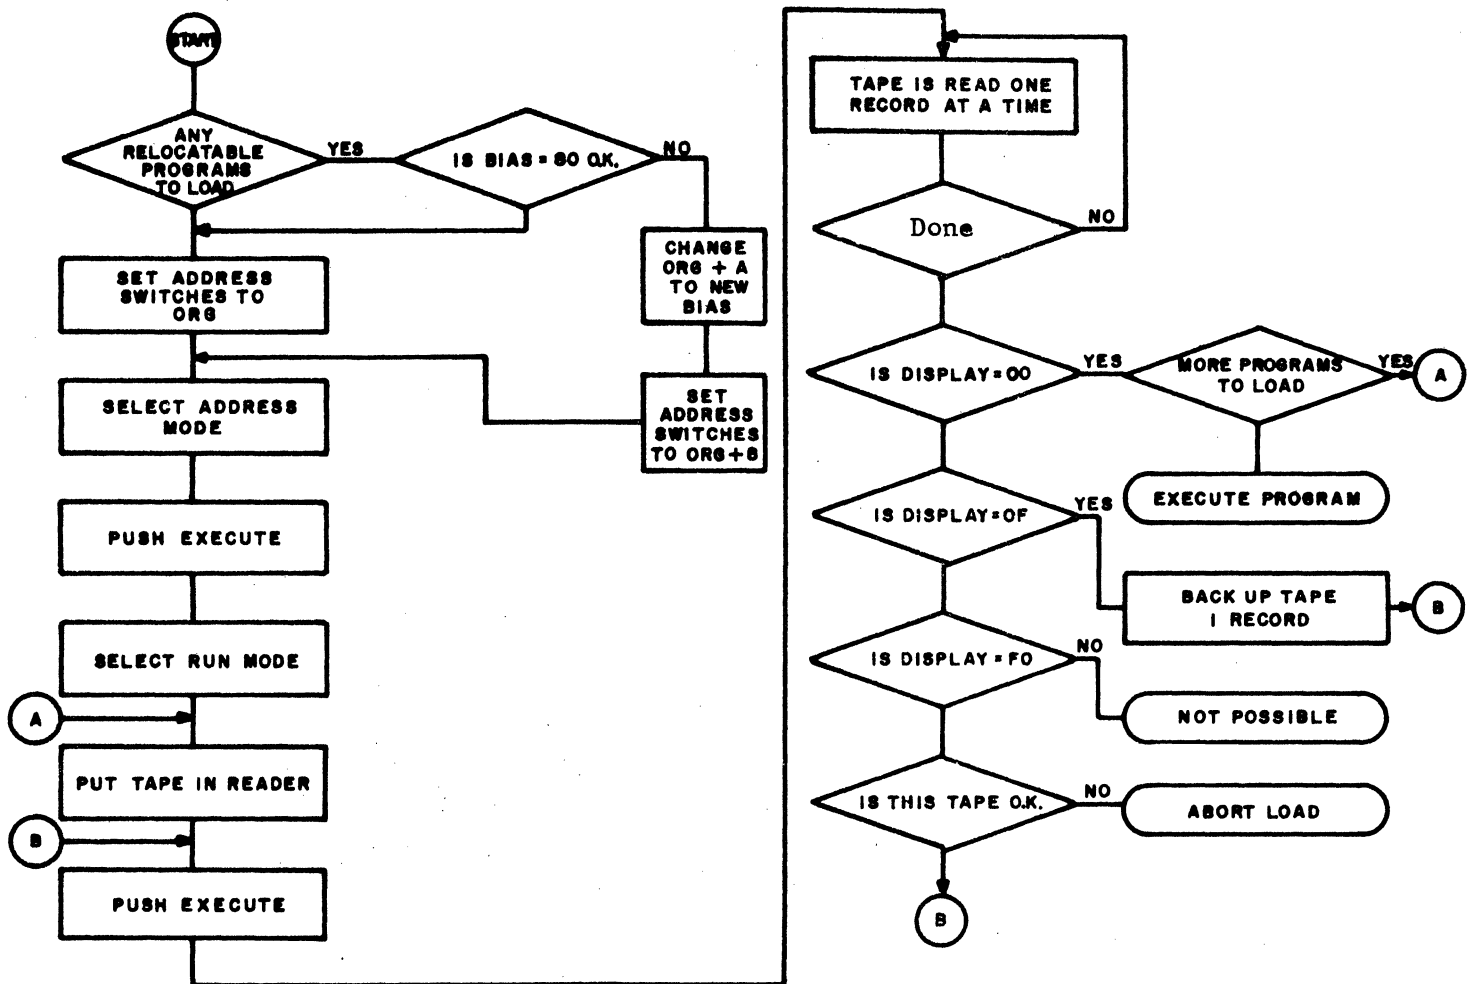 START
ANY
RELOCATABLE
PROGRAMS
TO LOAD
YES
IS BIAS = 80 O.K.
NO
CHANGE
ORG + A
TO NEW
BIAS
SET
ADDRESS
SWITCHES
TO ORG+8
SET ADDRESS
SWITCHES TO
ORG
SELECT ADDRESS
MODE
PUSH EXECUTE
SELECT RUN MODE
A
PUT TAPE IN READER
B
PUSH EXECUTE
TAPE IS READ ONE
RECORD AT A TIME
Done
NO
IS DISPLAY=00
YES
MORE PROGRAMS
TO LOAD
YES
A
EXECUTE PROGRAM
IS DISPLAY=0F
YES
BACK UP TAPE
1 RECORD
B
IS DISPLAY=F0
NO
NOT POSSIBLE
IS THIS TAPE O.K.
NO
ABORT LOAD
B